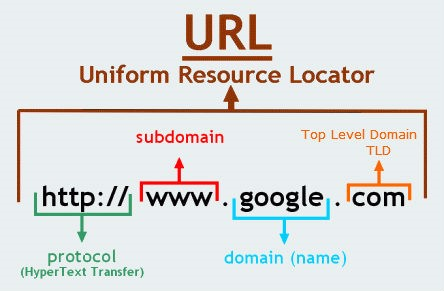 URL
Uniform Resource Locator
subdomain
Top Level Domain
TLD
http://www.google.com
protocol
(HyperText Transfer)
domain (name)